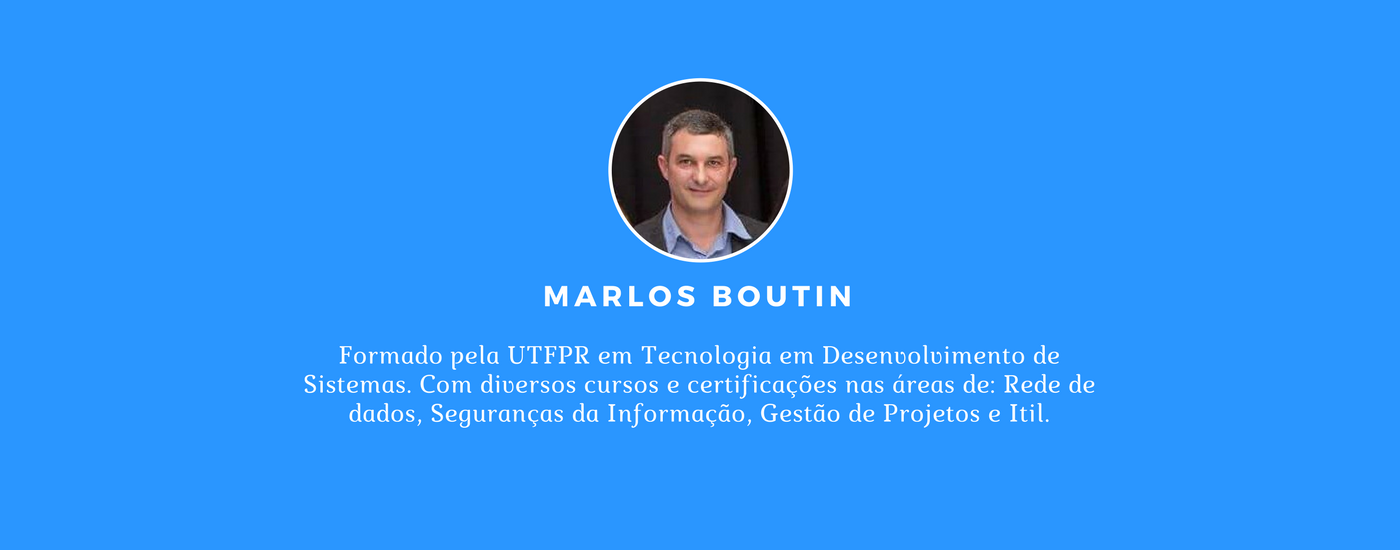 MARLOS BOUTIN
Formado pela UTFPR em Tecnologia em Desenvolvimento de
Sistemas. Com diversos cursos e certificações nas áreas de: Rede de
dados, Seguranças da Informação, Gestão de Projetos e Itil.